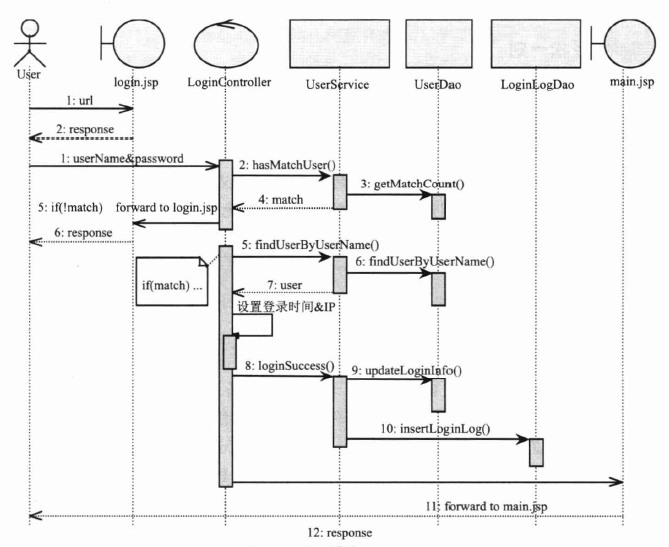 User
login.jsp
LoginController
UserService
UserDao
LoginLogDao
main.jsp
1: url
2: response
1: userName&password
2: hasMatchUser()
3: getMatchCount()
4: match
5: if(!match) forward to login.jsp
6: response
5: findUserByUserName()
6: findUserByUserName()
if(match) ...
7: user
设置登录时间&IP
8: loginSuccess()
9: updateLoginInfo()
10: insertLoginLog()
11: forward to main.jsp
12: response